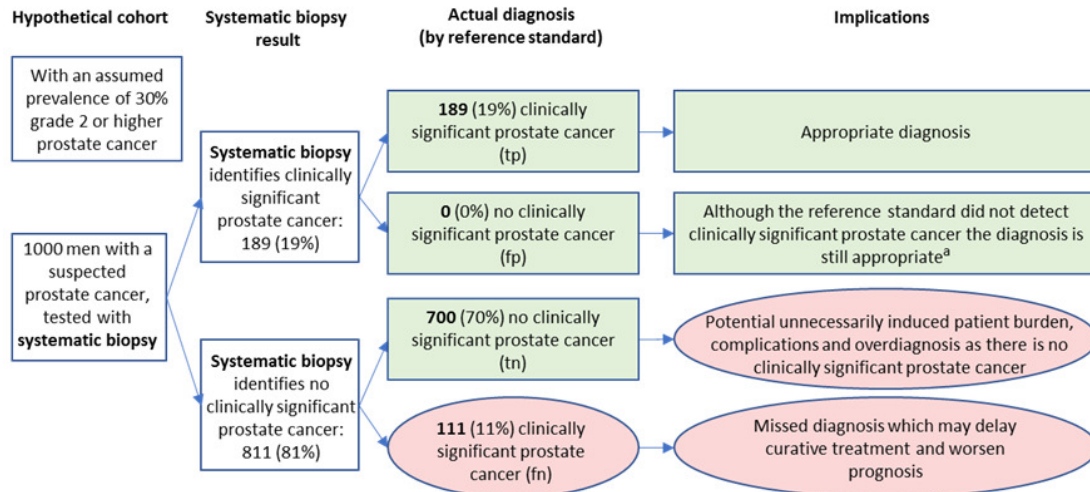 Hypothetical cohort
Systematic biopsy
result
Actual diagnosis
(by reference standard)
Implications
With an assumed
prevalence of 30%
grade 2 or higher
prostate cancer
1000 men with a
suspected
prostate cancer,
tested with
systematic biopsy
Systematic biopsy
identifies clinically
significant
prostate cancer:
189 (19%)
Systematic biopsy
identifies no
clinically significant
prostate cancer:
811 (81%)
189 (19%) clinically
significant prostate cancer
(tp)
Appropriate diagnosis
0 (0%) no clinically
significant prostate cancer
(fp)
Although the reference standard did not detect
clinically significant prostate cancer the diagnosis is
still appropriateᵃ
700 (70%) no clinically
significant prostate cancer
(tn)
Potential unnecessarily induced patient burden,
complications and overdiagnosis as there is no
clinically significant prostate cancer
111 (11%) clinically
significant prostate
cancer (fn)
Missed diagnosis which may delay
curative treatment and worsen
prognosis